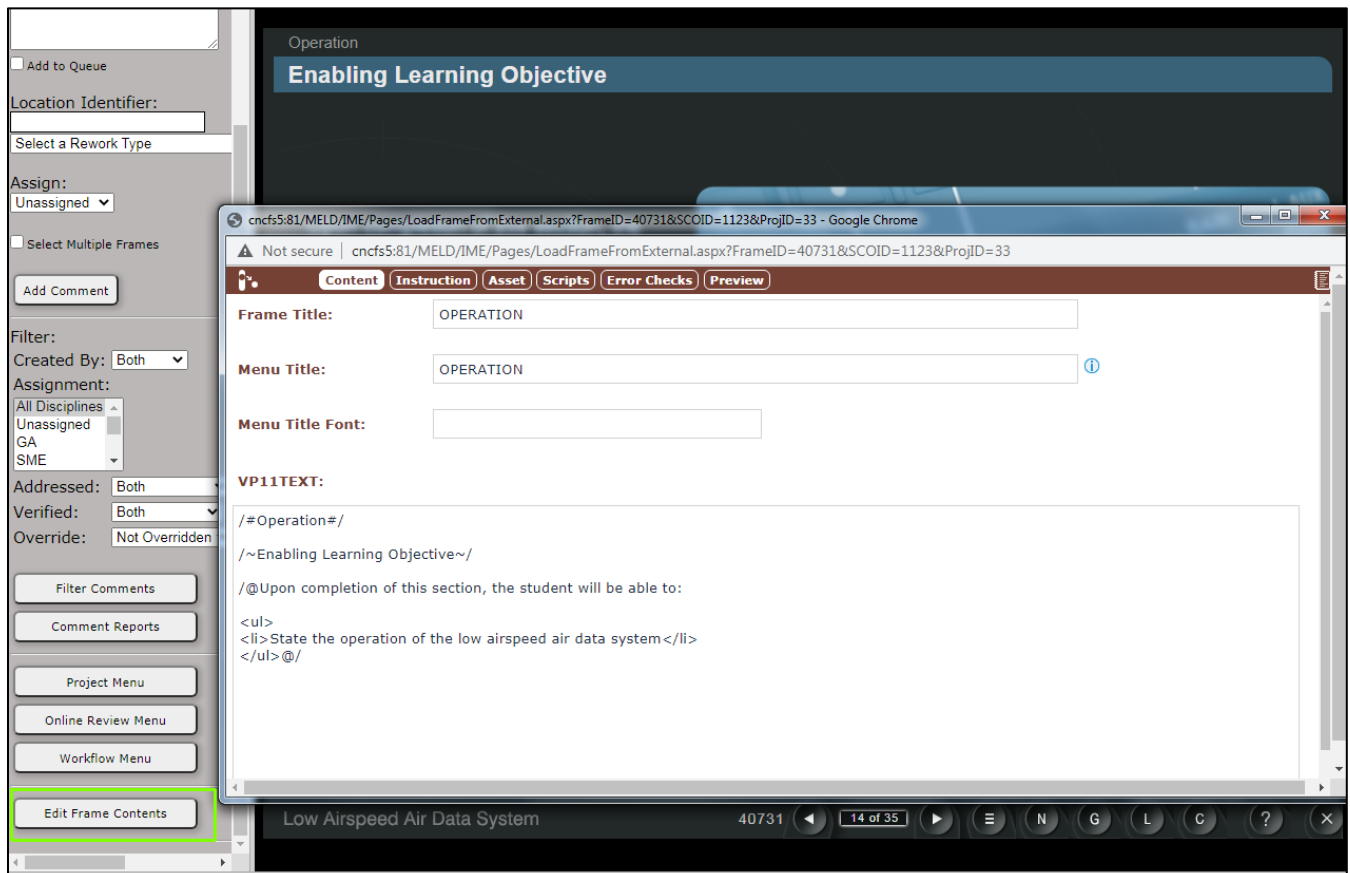 Add to Queue
Location Identifier:
Select a Rework Type
Assign:
Unassigned
Select Multiple Frames
Add Comment
Filter:
Created By: Both
Assignment:
All Disciplines
Unassigned
GA
SME
Addressed: Both
Verified: Both
Override: Not Overridden
Filter Comments
Comment Reports
Project Menu
Online Review Menu
Workflow Menu
Edit Frame Contents
Operation
Enabling Learning Objective
cncfs5:81/MELD/IME/Pages/LoadFrameFromExternal.aspx?FrameID=40731&SCOID=1123&ProjID=33 - Google Chrome
Not secure | cncfs5:81/MELD/IME/Pages/LoadFrameFromExternal.aspx?FrameID=40731&SCOID=1123&ProjID=33
Content Instruction Asset Scripts Error Checks Preview
Frame Title: OPERATION
Menu Title: OPERATION
Menu Title Font:
VP11TEXT:
/#Operation#/
/~Enabling Learning Objective~/
/@Upon completion of this section, the student will be able to:
<ul>
<li>State the operation of the low airspeed air data system</li>
</ul>@/
Low Airspeed Air Data System 40731 14 of 35 N G L C ?